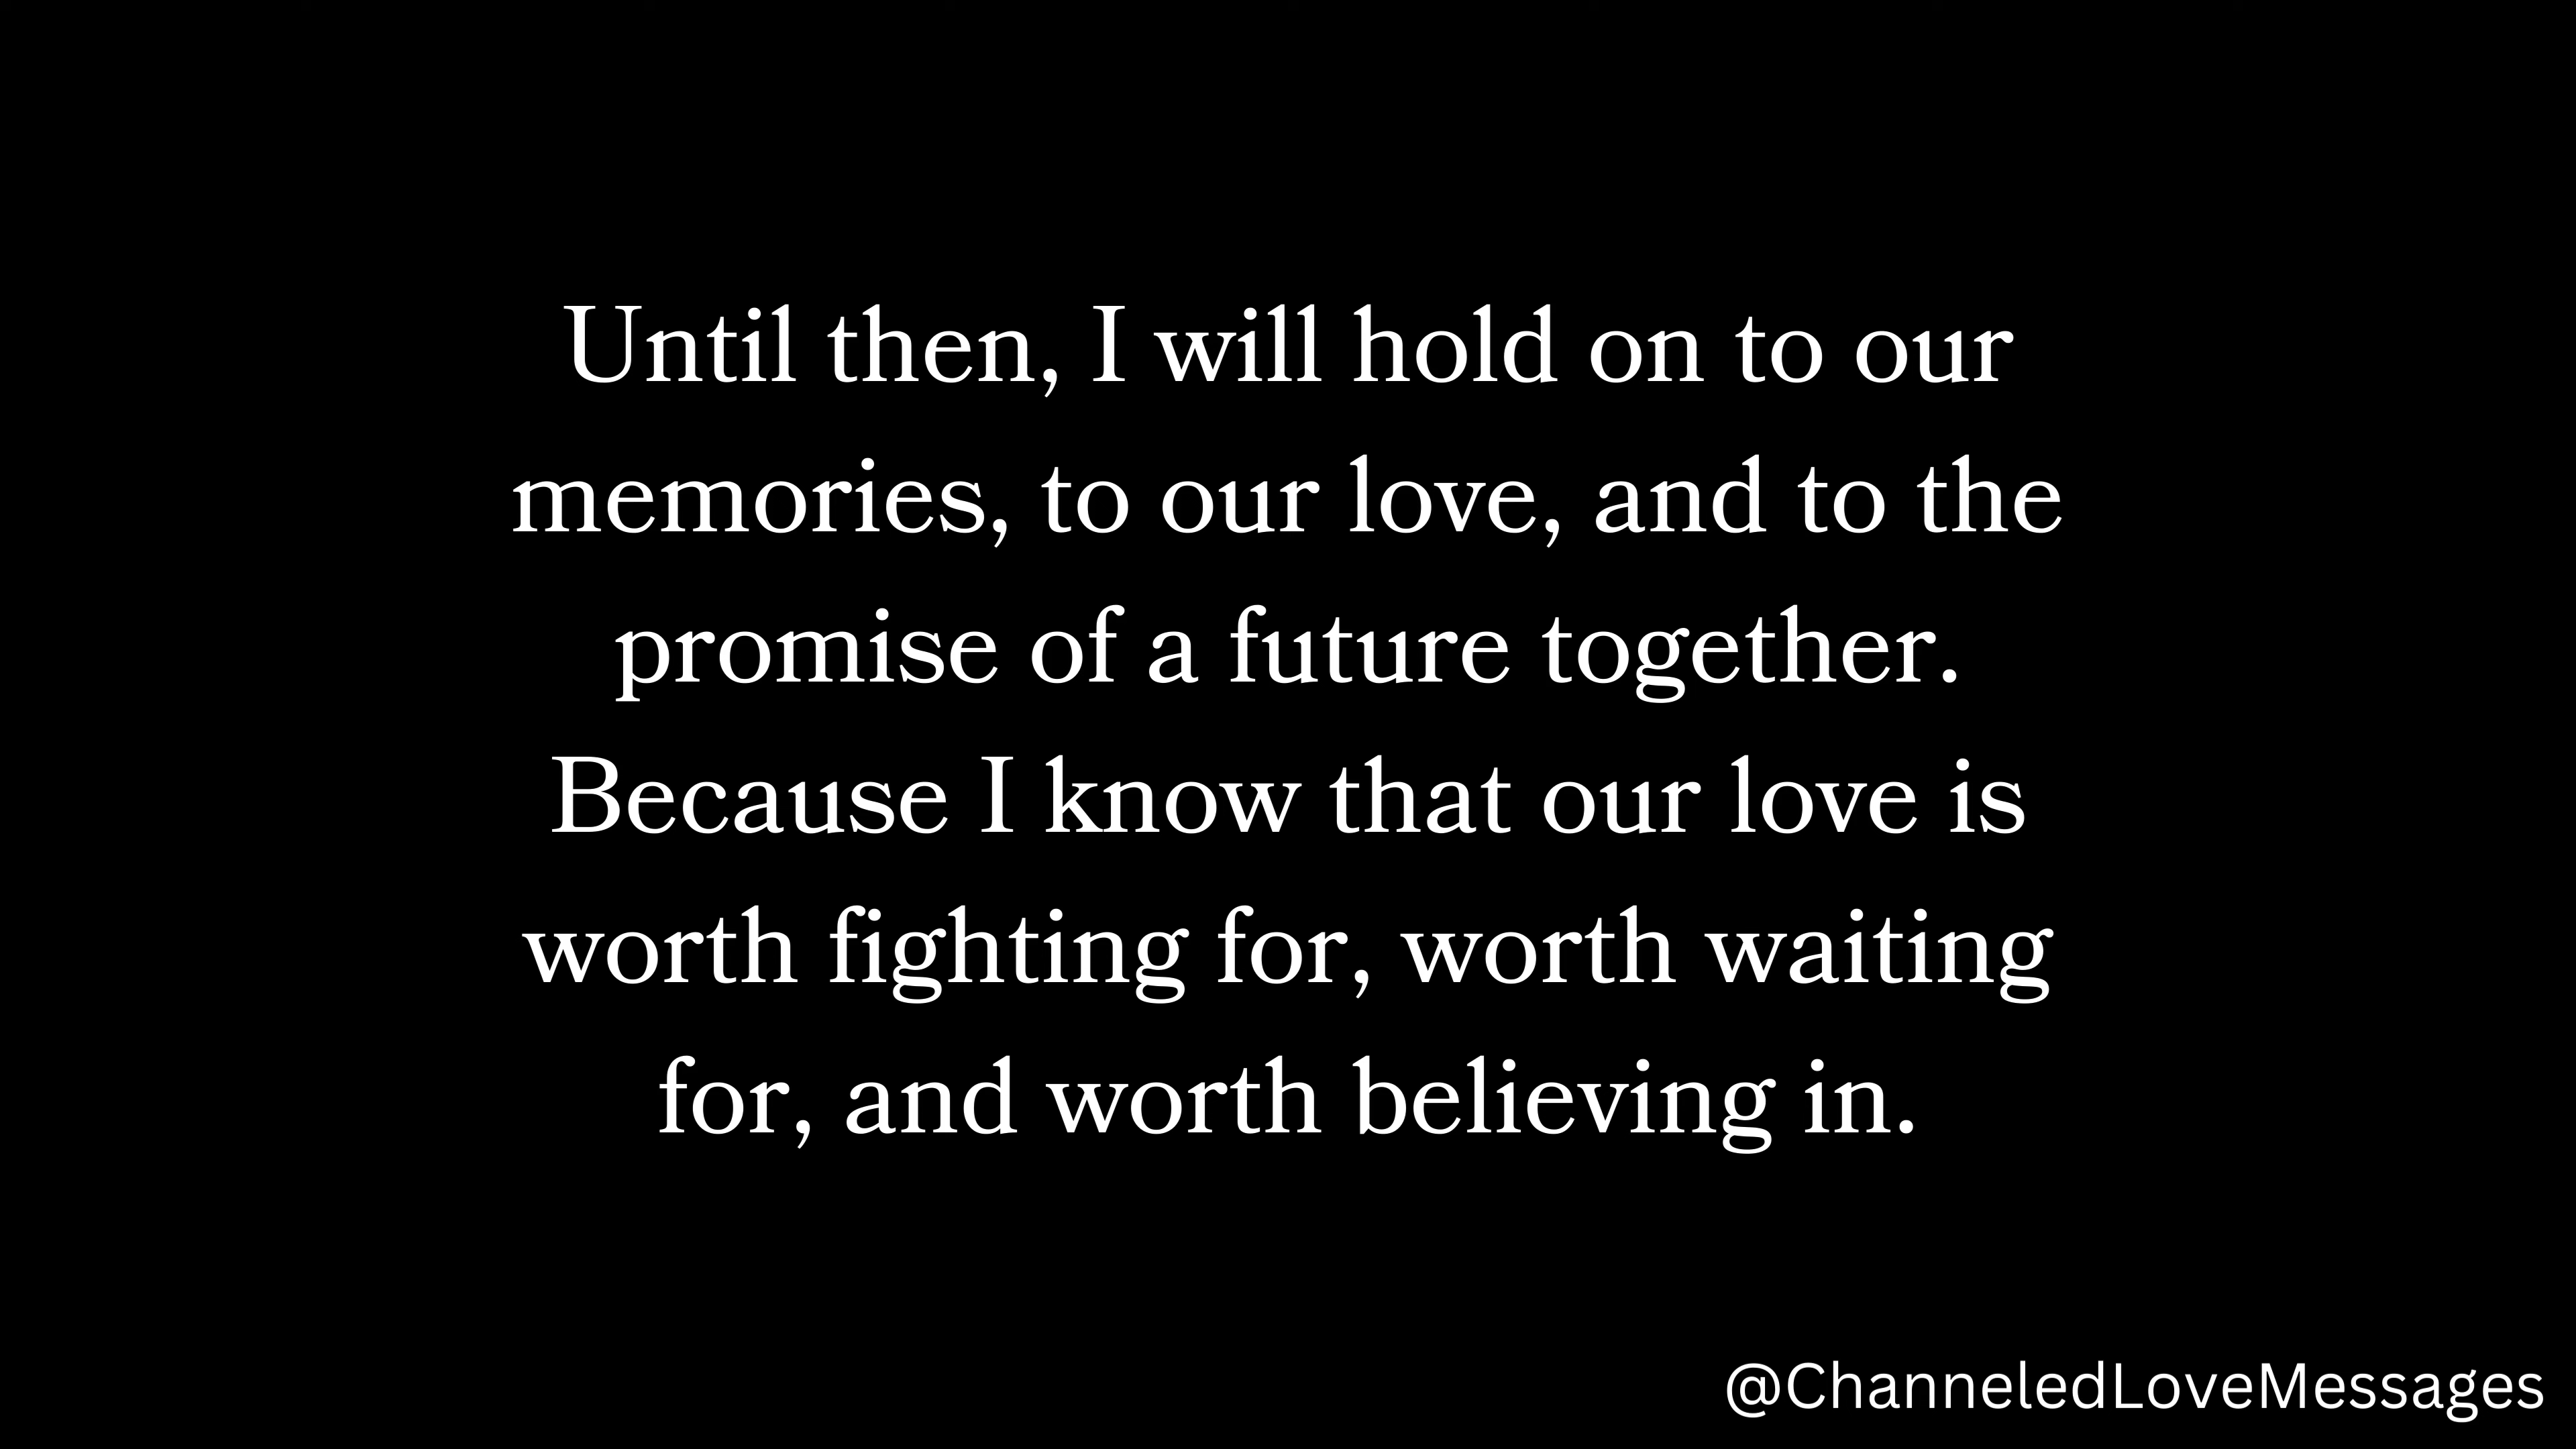 Until then, I will hold on to our
memories, to our love, and to the
promise of a future together.
Because I know that our love is
worth fighting for, worth waiting
for, and worth believing in.
@ChanneledLoveMessages